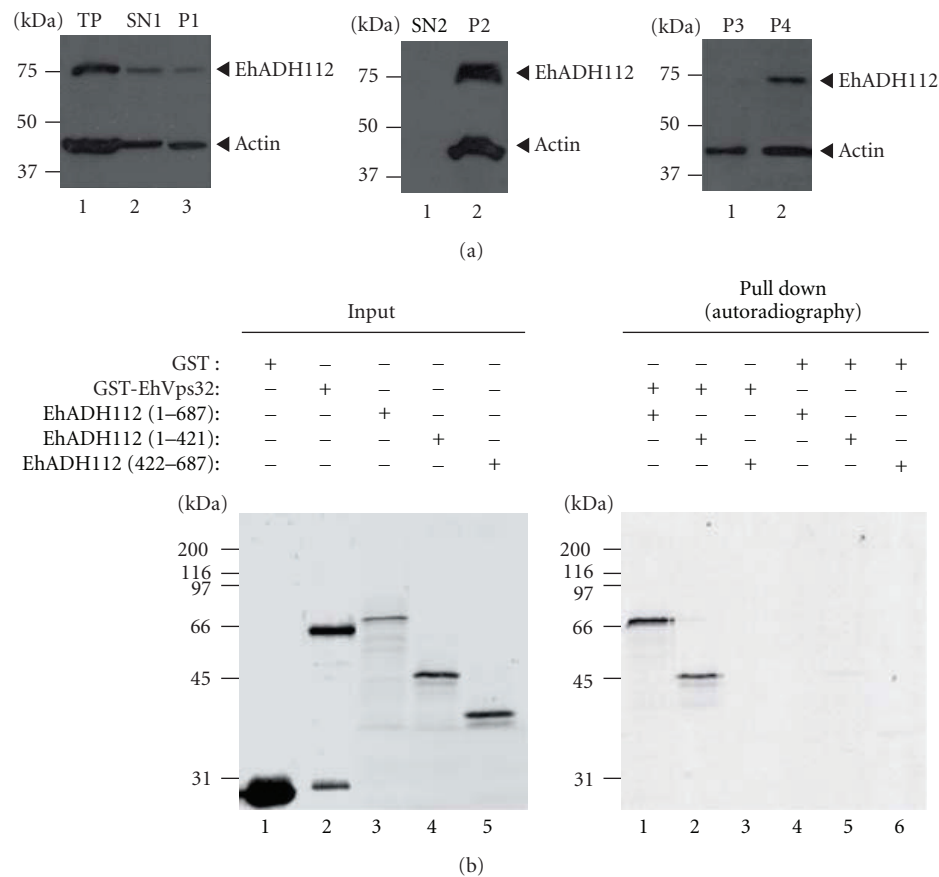 (kDa) TP SN1 P1
75 EhADH112
50
Actin
37
1 2 3
(kDa) SN2 P2
75 EhADH112
50
Actin
37
1 2
(kDa) P3 P4
75 EhADH112
50
Actin
37
1 2
(a)
Input
Pull down
(autoradiography)
GST : + – – – – – – – + + +
GST-EhVps32: – + – – – + + + – – –
EhADH112 (1–687): – – + – – + – – + – –
EhADH112 (1–421): – – – + – – + – – + –
EhADH112 (422–687): – – – – + – – + – – +
(kDa)
200
116
97
66
45
31
1 2 3 4 5
(kDa)
200
116
97
66
45
31
1 2 3 4 5 6
(b)